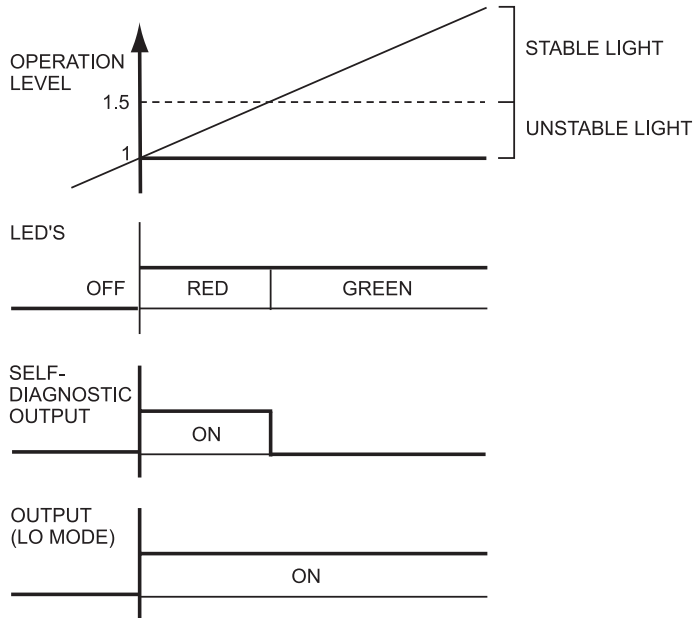 OPERATION
LEVEL
STABLE LIGHT
1.5
UNSTABLE LIGHT
1
LED'S
OFF
RED
GREEN
SELF-
DIAGNOSTIC
OUTPUT
ON
OUTPUT
(LO MODE)
ON